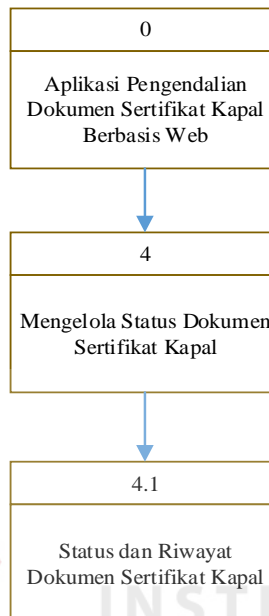 0
Aplikasi Pengendalian
Dokumen Sertifikat Kapal
Berbasis Web
4
Mengelola Status Dokumen
Sertifikat Kapal
4.1
Status dan Riwayat
Dokumen Sertifikat Kapal
INSTI